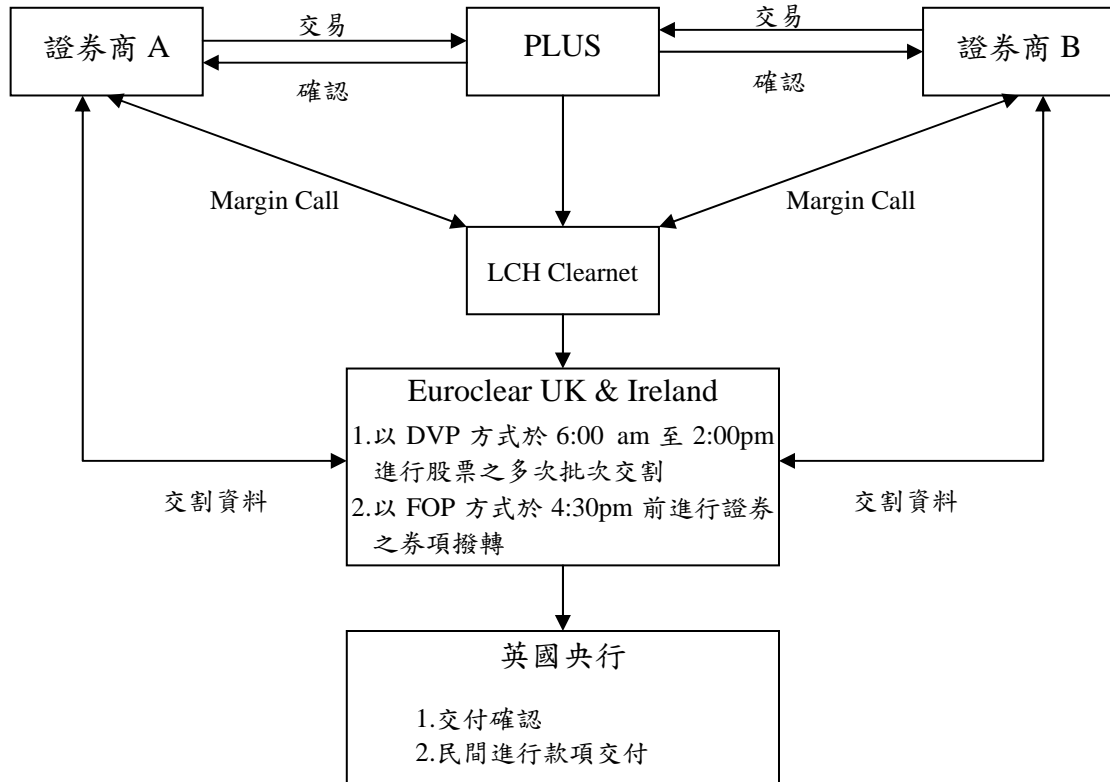 交易
交易
證券商 A
PLUS
證券商 B
確認
確認
Margin Call
Margin Call
LCH Clearnet
Euroclear UK & Ireland
1.以 DVP 方式於 6:00 am 至 2:00pm
進行股票之多次批次交割
2.以 FOP 方式於 4:30pm 前進行證券
之券項撥轉
交割資料
交割資料
英國央行
1.交付確認
2.民間進行款項交付